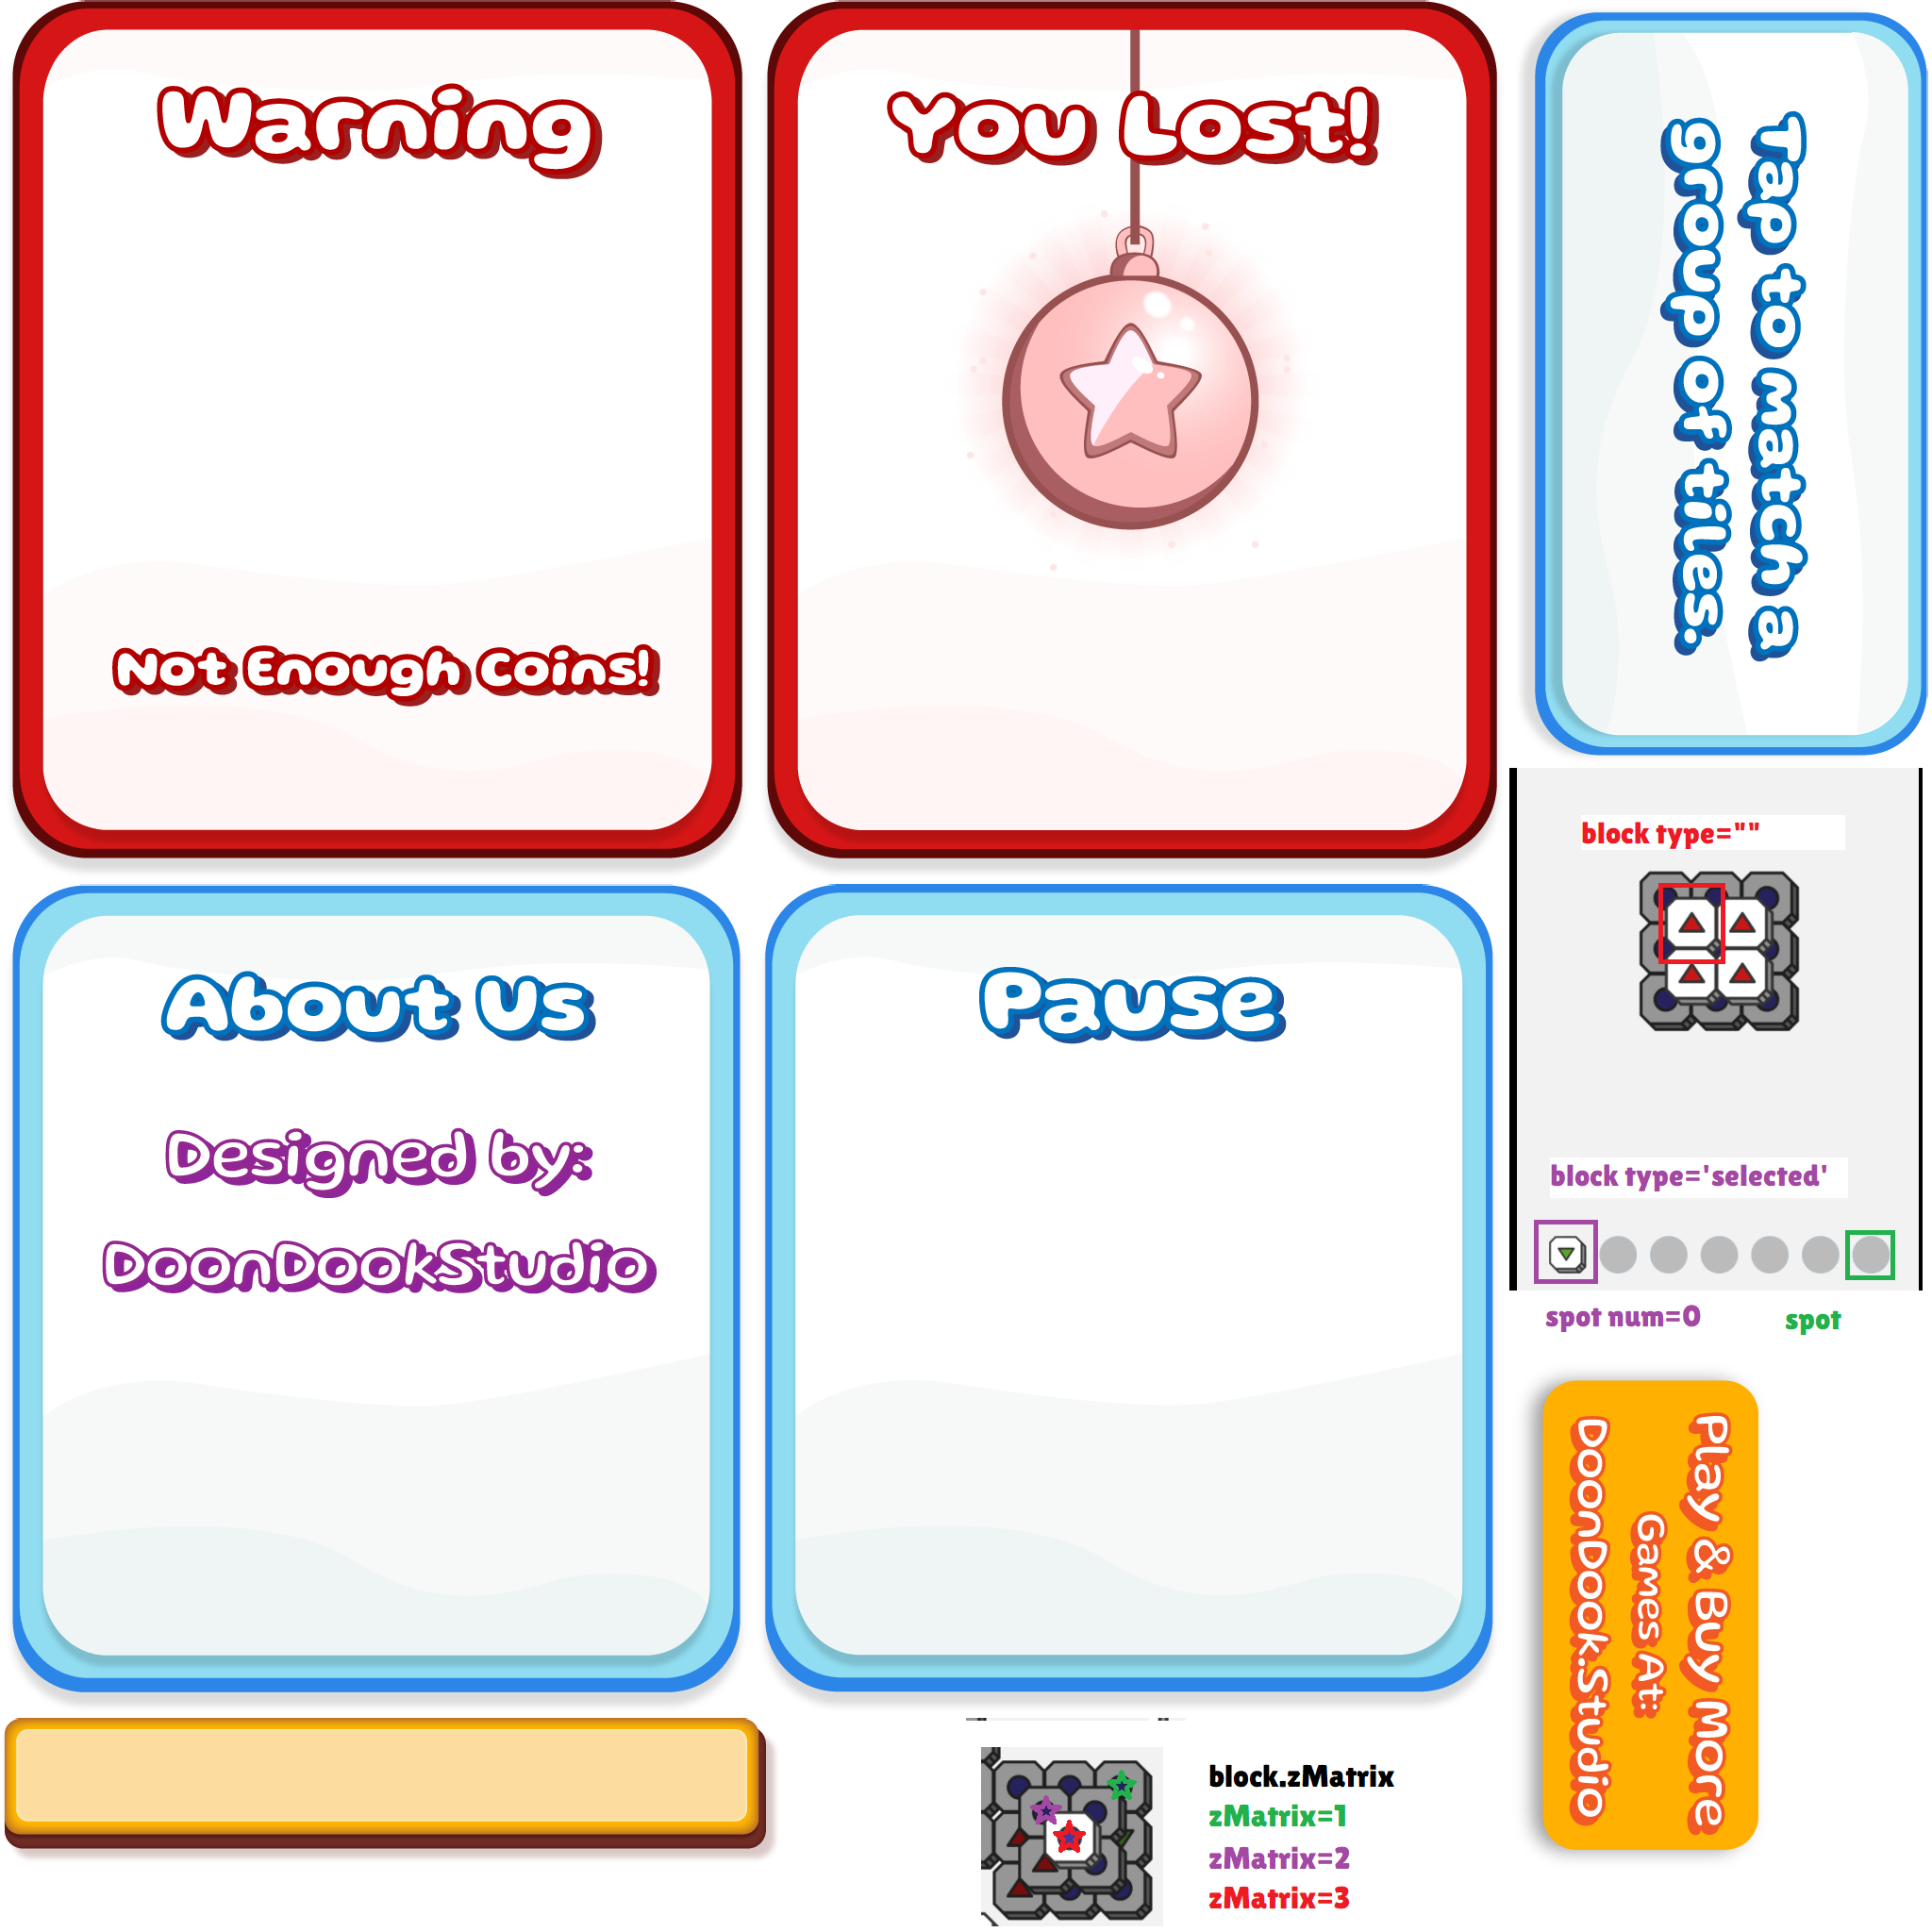 Warning
Not Enough Coins!
You Lost!
Tap to match a
group of tiles.
block type=""
block type='selected'
spot num=0
spot
About Us
Designed by:
DoonDookStudio
Pause
Play & Buy More
Games At:
DoonDook.Studio
block.zMatrix
zMatrix=1
zMatrix=2
zMatrix=3